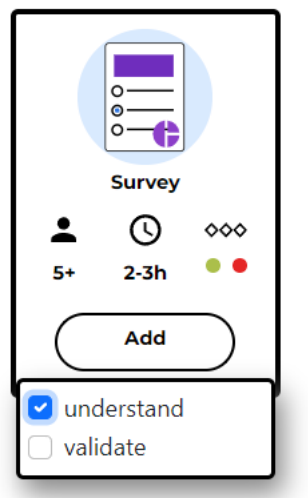 Survey
5+ 2-3h
Add
understand
validate